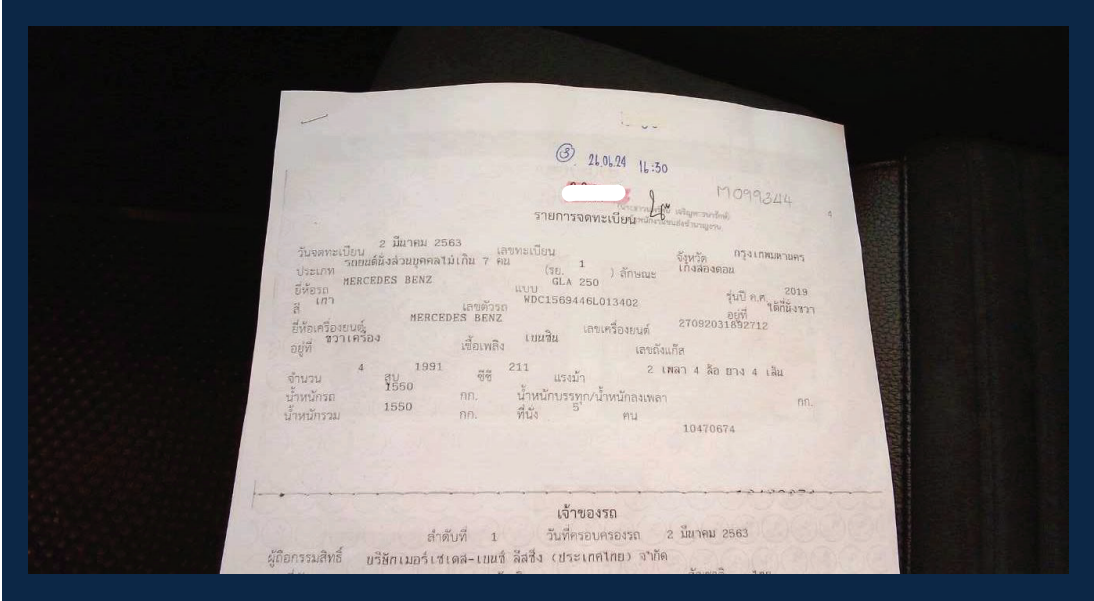 ③ 26.06.24 16:30
M099344
รายการจดทะเบียน
4
วันจดทะเบียน 2 มีนาคม 2563 เลขทะเบียน จังหวัด กรุงเทพมหานคร
ประเภท รถยนต์นั่งส่วนบุคคลไม่เกิน 7 คน (รย. 1 ) ลักษณะ เก๋งสองตอน
ยี่ห้อรถ MERCEDES BENZ แบบ GLA 250 รุ่นปี ค.ศ. 2019
สี เทา เลขตัวรถ WDC1569446L013402 อยู่ที่ ใต้ที่นั่งขวา
ยี่ห้อเครื่องยนต์ MERCEDES BENZ เลขเครื่องยนต์ 27092031892712
อยู่ที่ ขวาเครื่อง เชื้อเพลิง เบนซิน เลขถังแก๊ส
จำนวน 4 สูบ 1991 ซีซี 211 แรงม้า 2 เพลา 4 ล้อ ยาง 4 เส้น
น้ำหนักรถ 1550 กก. น้ำหนักบรรทุก/น้ำหนักลงเพลา กก.
น้ำหนักรวม 1550 กก. ที่นั่ง 5 คน
10470674
เจ้าของรถ
ลำดับที่ 1 วันที่ครอบครองรถ 2 มีนาคม 2563
ผู้ถือกรรมสิทธิ์ บริษัทเมอร์เซเดส-เบนซ์ ลีสซิ่ง (ประเทศไทย) จำกัด